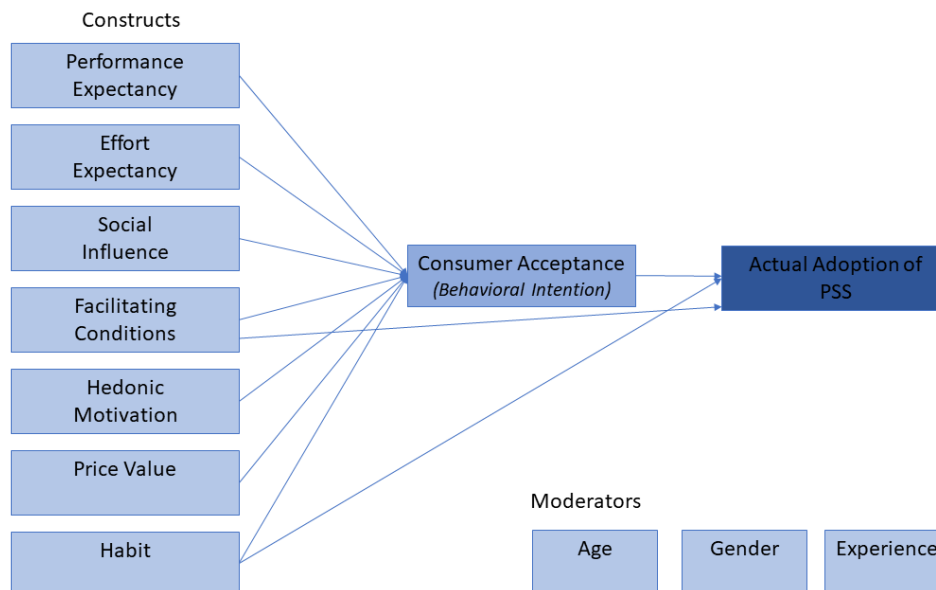 Constructs
Performance
Expectancy
Effort
Expectancy
Social
Influence
Facilitating
Conditions
Hedonic
Motivation
Price Value
Habit
Consumer Acceptance
(Behavioral Intention)
Actual Adoption of
PSS
Moderators
Age
Gender
Experience